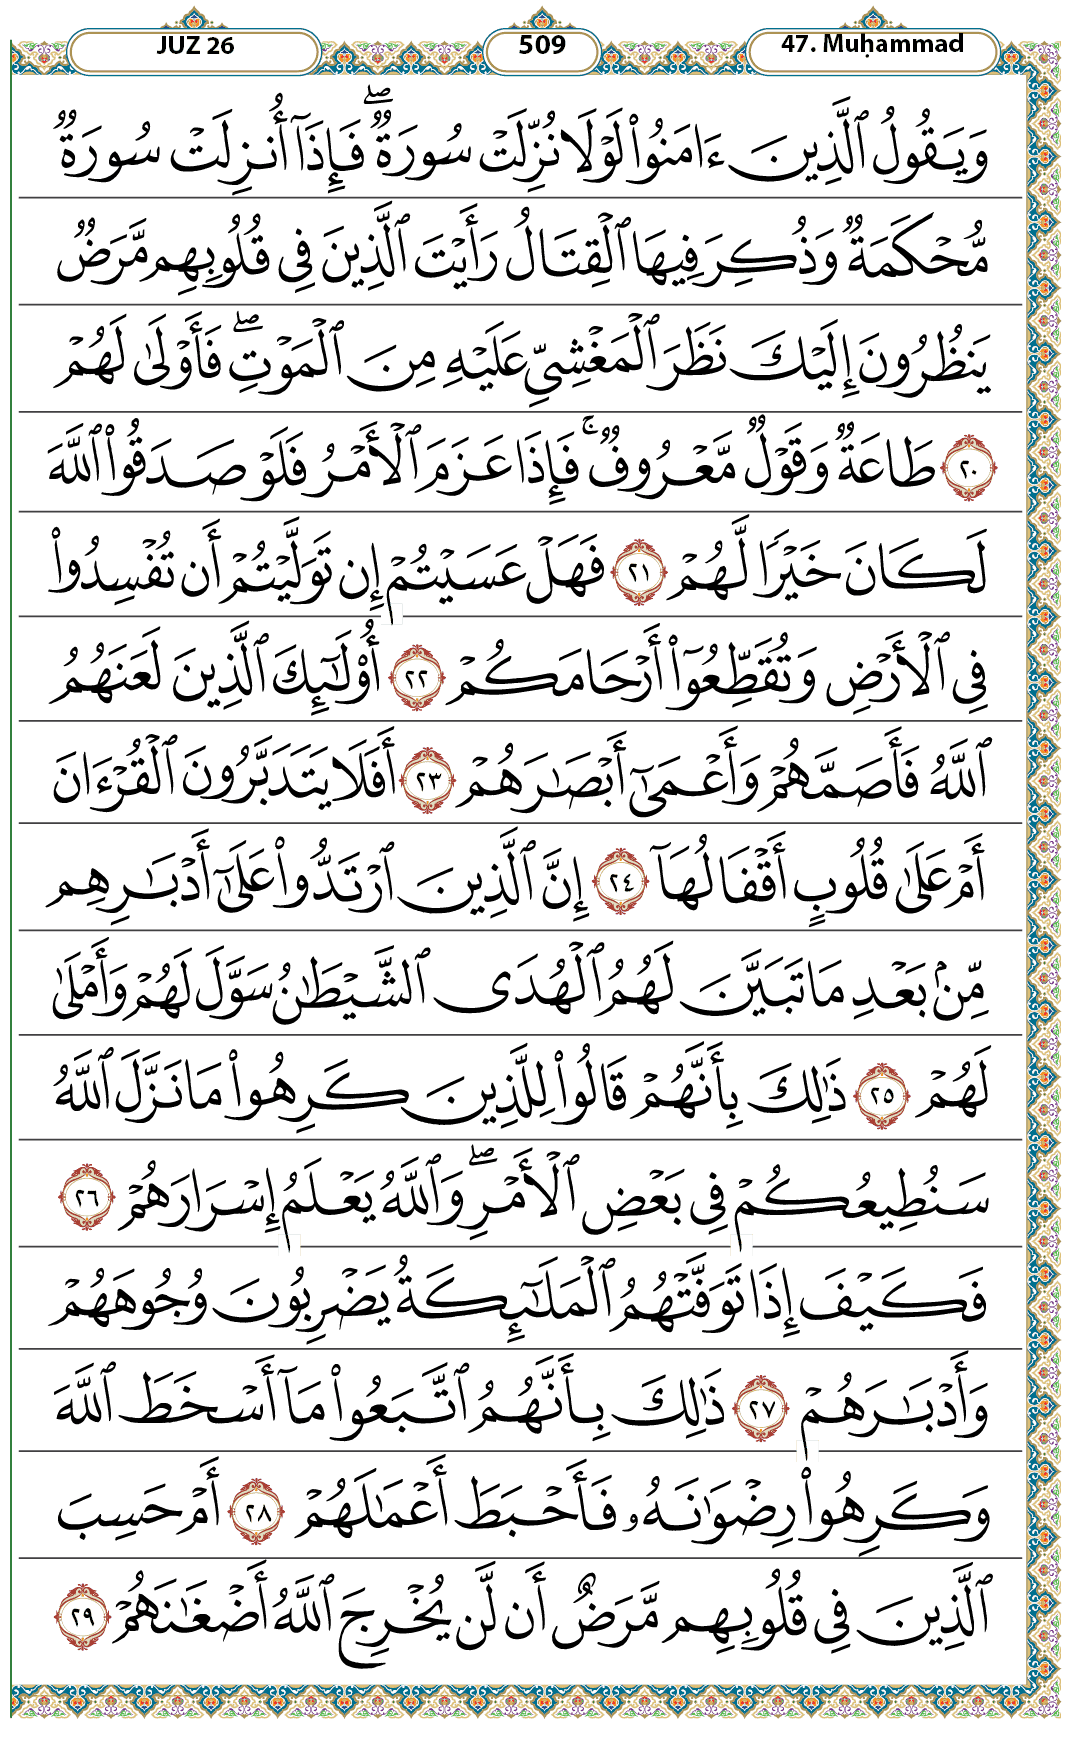 JUZ 26 509 47. Muḥammad
وَيَقُولُ ٱلَّذِينَ ءَامَنُوا۟ لَوْلَا نُزِّلَتْ سُورَةٌ ۖ فَإِذَآ أُنزِلَتْ سُورَةٌ
مُّحْكَمَةٌ وَذُكِرَ فِيهَا ٱلْقِتَالُ رَأَيْتَ ٱلَّذِينَ فِى قُلُوبِهِم مَّرَضٌ
يَنظُرُونَ إِلَيْكَ نَظَرَ ٱلْمَغْشِىِّ عَلَيْهِ مِنَ ٱلْمَوْتِ ۖ فَأَوْلَىٰ لَهُمْ
٢٠ طَاعَةٌ وَقَوْلٌ مَّعْرُوفٌ ۚ فَإِذَا عَزَمَ ٱلْأَمْرُ فَلَوْ صَدَقُوا۟ ٱللَّهَ
لَكَانَ خَيْرًا لَّهُمْ ٢١ فَهَلْ عَسَيْتُمْ إِن تَوَلَّيْتُمْ أَن تُفْسِدُوا۟
فِى ٱلْأَرْضِ وَتُقَطِّعُوٓا۟ أَرْحَامَكُمْ ٢٢ أُو۟لَـٰٓئِكَ ٱلَّذِينَ لَعَنَهُمُ
ٱللَّهُ فَأَصَمَّهُمْ وَأَعْمَىٰٓ أَبْصَـٰرَهُمْ ٢٣ أَفَلَا يَتَدَبَّرُونَ ٱلْقُرْءَانَ
أَمْ عَلَىٰ قُلُوبٍ أَقْفَالُهَآ ٢٤ إِنَّ ٱلَّذِينَ ٱرْتَدُّوا۟ عَلَىٰٓ أَدْبَـٰرِهِم
مِّنۢ بَعْدِ مَا تَبَيَّنَ لَهُمُ ٱلْهُدَى ٱلشَّيْطَـٰنُ سَوَّلَ لَهُمْ وَأَمْلَىٰ
لَهُمْ ٢٥ ذَٰلِكَ بِأَنَّهُمْ قَالُوا۟ لِلَّذِينَ كَرِهُوا۟ مَا نَزَّلَ ٱللَّهُ
سَنُطِيعُكُمْ فِى بَعْضِ ٱلْأَمْرِ ۖ وَٱللَّهُ يَعْلَمُ إِسْرَارَهُمْ ٢٦
فَكَيْفَ إِذَا تَوَفَّتْهُمُ ٱلْمَلَـٰٓئِكَةُ يَضْرِبُونَ وُجُوهَهُمْ
وَأَدْبَـٰرَهُمْ ٢٧ ذَٰلِكَ بِأَنَّهُمُ ٱتَّبَعُوا۟ مَآ أَسْخَطَ ٱللَّهَ
وَكَرِهُوا۟ رِضْوَٰنَهُۥ فَأَحْبَطَ أَعْمَـٰلَهُمْ ٢٨ أَمْ حَسِبَ
ٱلَّذِينَ فِى قُلُوبِهِم مَّرَضٌ أَن لَّن يُخْرِجَ ٱللَّهُ أَضْغَـٰنَهُمْ ٢٩